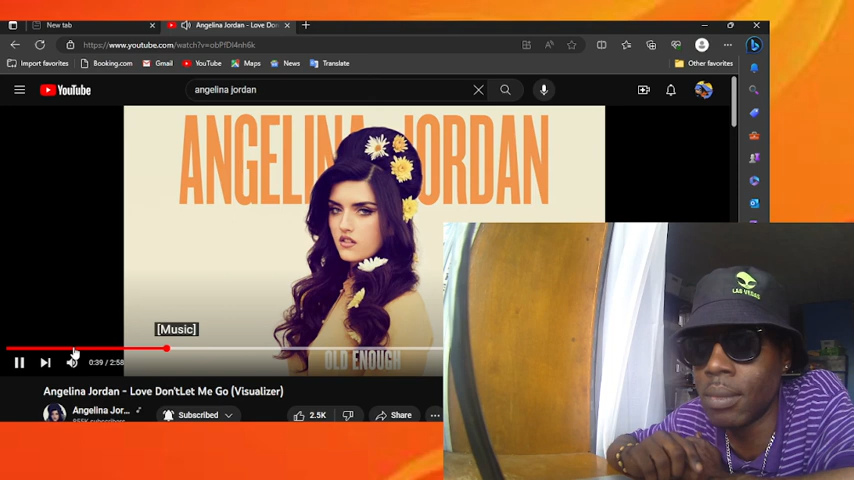 New tab
Angelina Jordan - Love Don'
https://www.youtube.com/watch?v=obPfDl4nh6k
Import favorites
Booking.com
Gmail
YouTube
Maps
News
Translate
Other favorites
YouTube
angelina jordan
ANGELINA JORDAN
[Music]
OLD ENOUGH
0:39 / 2:58
Angelina Jordan - Love Don'tLet Me Go (Visualizer)
Angelina Jor...
Subscribed
2.5K
Share
LAS VEGAS